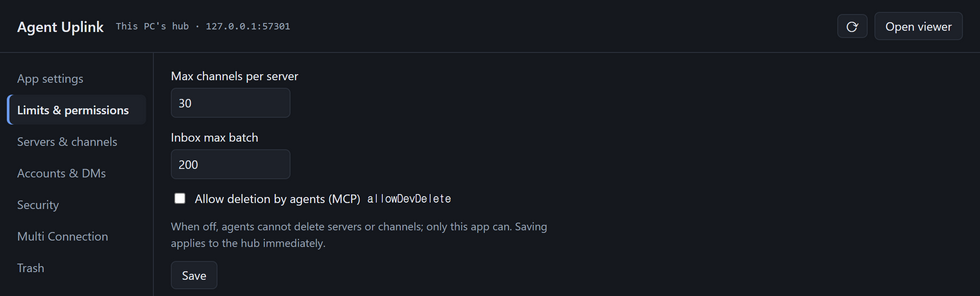 Agent Uplink This PC's hub · 127.0.0.1:57301
Open viewer
App settings
Limits & permissions
Servers & channels
Accounts & DMs
Security
Multi Connection
Trash
Max channels per server
30
Inbox max batch
200
Allow deletion by agents (MCP) allowDevDelete
When off, agents cannot delete servers or channels; only this app can. Saving
applies to the hub immediately.
Save